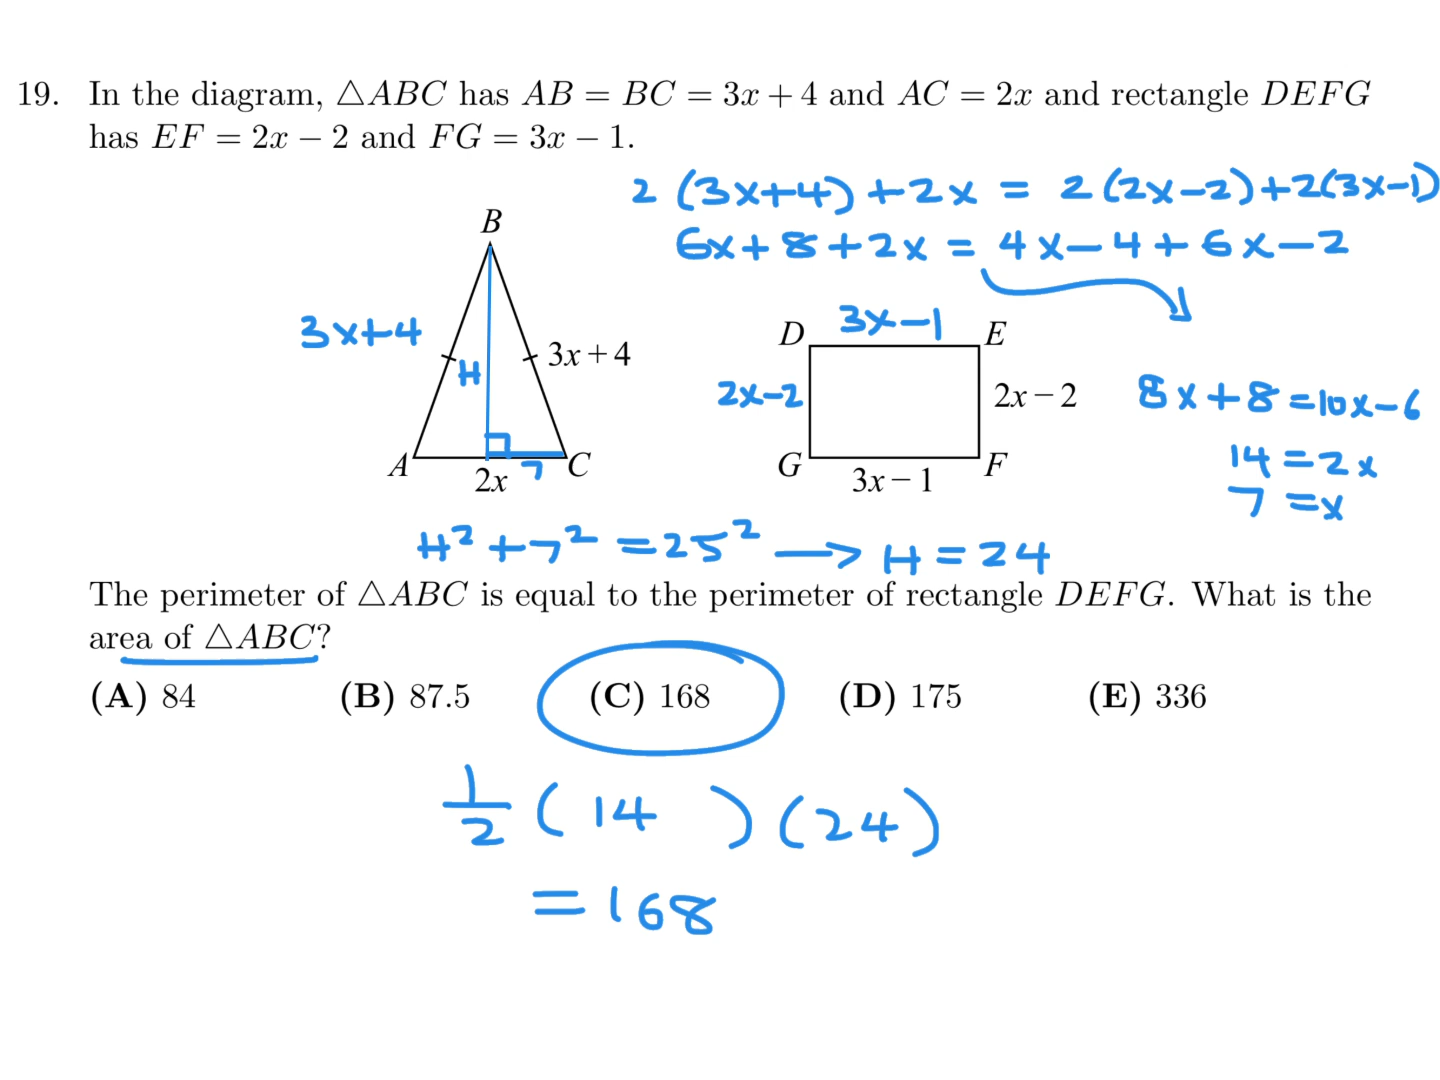 19. In the diagram, △ABC has AB = BC = 3x + 4 and AC = 2x and rectangle DEFG
has EF = 2x − 2 and FG = 3x − 1.
2 (3x+4) + 2x = 2(2x−2)+2(3x−1)
6x+8+2x = 4x−4+6x−2
B
3x+4
H
3x + 4
A
2x
7
C
D
3x−1
E
2x−2
2x − 2
G
3x − 1
F
8x+8=10x−6
14=2x
7=x
H²+7²=25² → H=24
The perimeter of △ABC is equal to the perimeter of rectangle DEFG. What is the
area of △ABC?
(A) 84 (B) 87.5 (C) 168 (D) 175 (E) 336
1/2 (14)(24)
=168